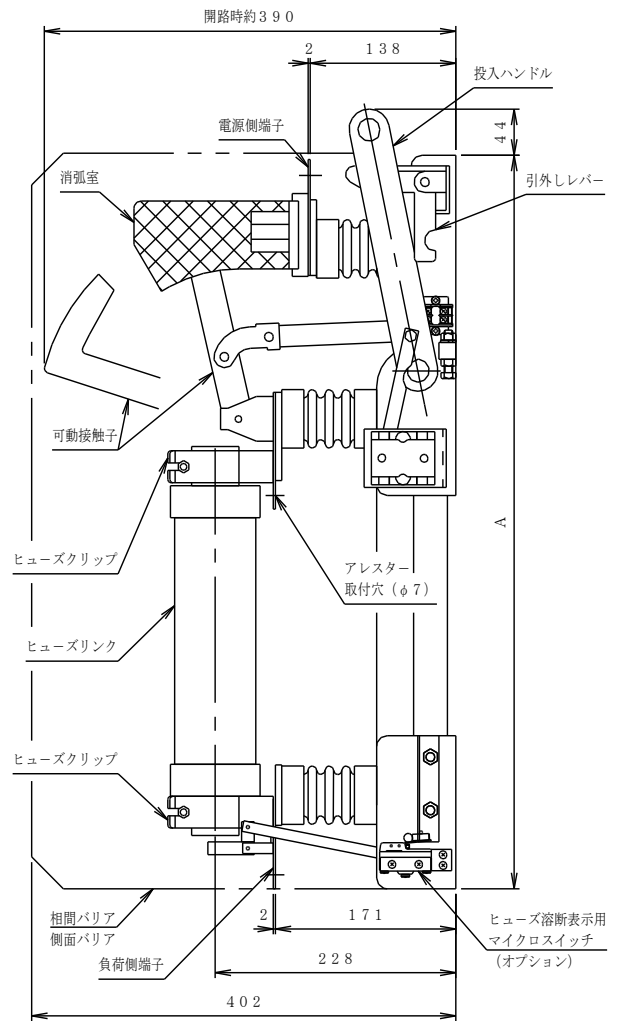 開路時約３９０
２
１３８
投入ハンドル
４４
電源側端子
消弧室
引外しレバー
可動接触子
A
ヒューズクリップ
アレスター
取付穴（φ７）
ヒューズリンク
ヒューズクリップ
相間バリア
側面バリア
２
１７１
ヒューズ溶断表示用
マイクロスイッチ
（オプション）
負荷側端子
２２８
４０２